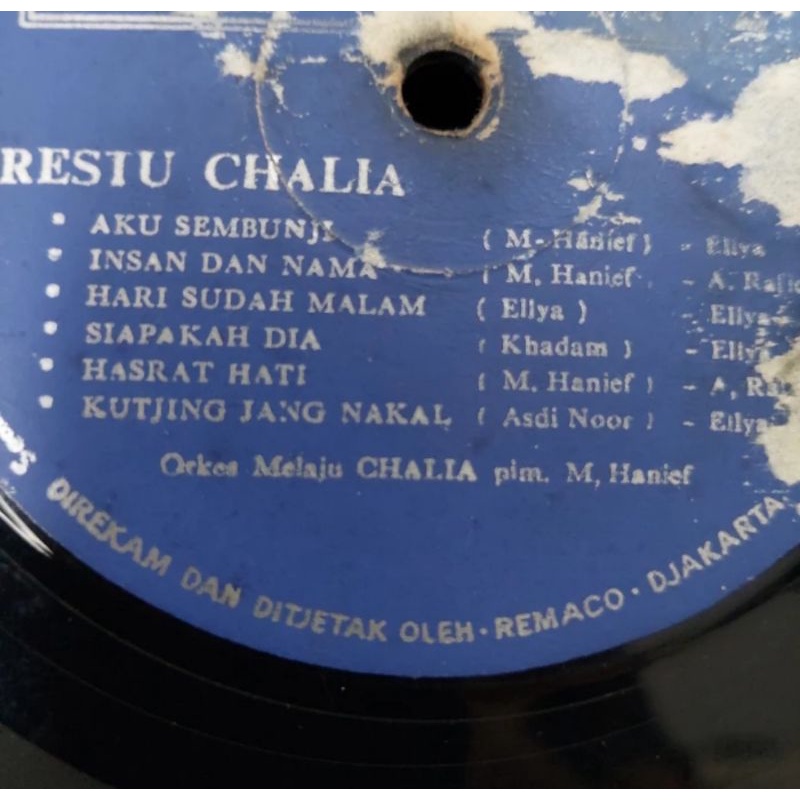 RESTU CHALIA
• AKU SEMBUNJI ( M. Hanief ) - Ellya
• INSAN DAN NAMA ( M. Hanief - A. Rafi
• HARI SUDAH MALAM ( Ellya ) - Ellya
• SIAPAKAH DIA ( Khadam ) - Ellya
• HASRAT HATI ( M. Hanief ) - A. Ra
• KUTJING JANG NAKAL ( Asdi Noor ) - Ellya
Orkes Melaju CHALIA pim. M, Hanief
DIREKAM DAN DITJETAK OLEH · REMACO · DJAKARTA